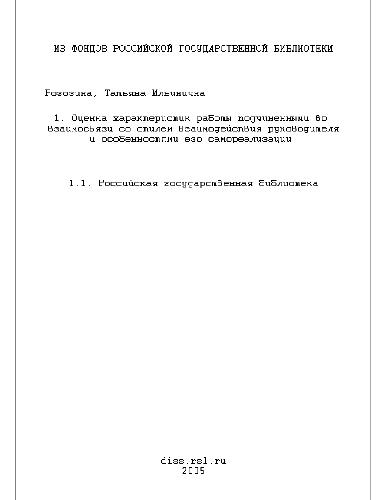 ИЗ ФОНДОВ РОССИЙСКОЙ ГОСУДАРСТВЕННОЙ БИБЛИОТЕКИ
Рогозина, Татьяна Ильинична
1. Оценка характеристик работы подчиненными во
взаимосвязи со стилем взаимодействия руководителя
и особенностями его самореализации
1.1. Российская государственная библиотека
diss.rsl.ru
2005